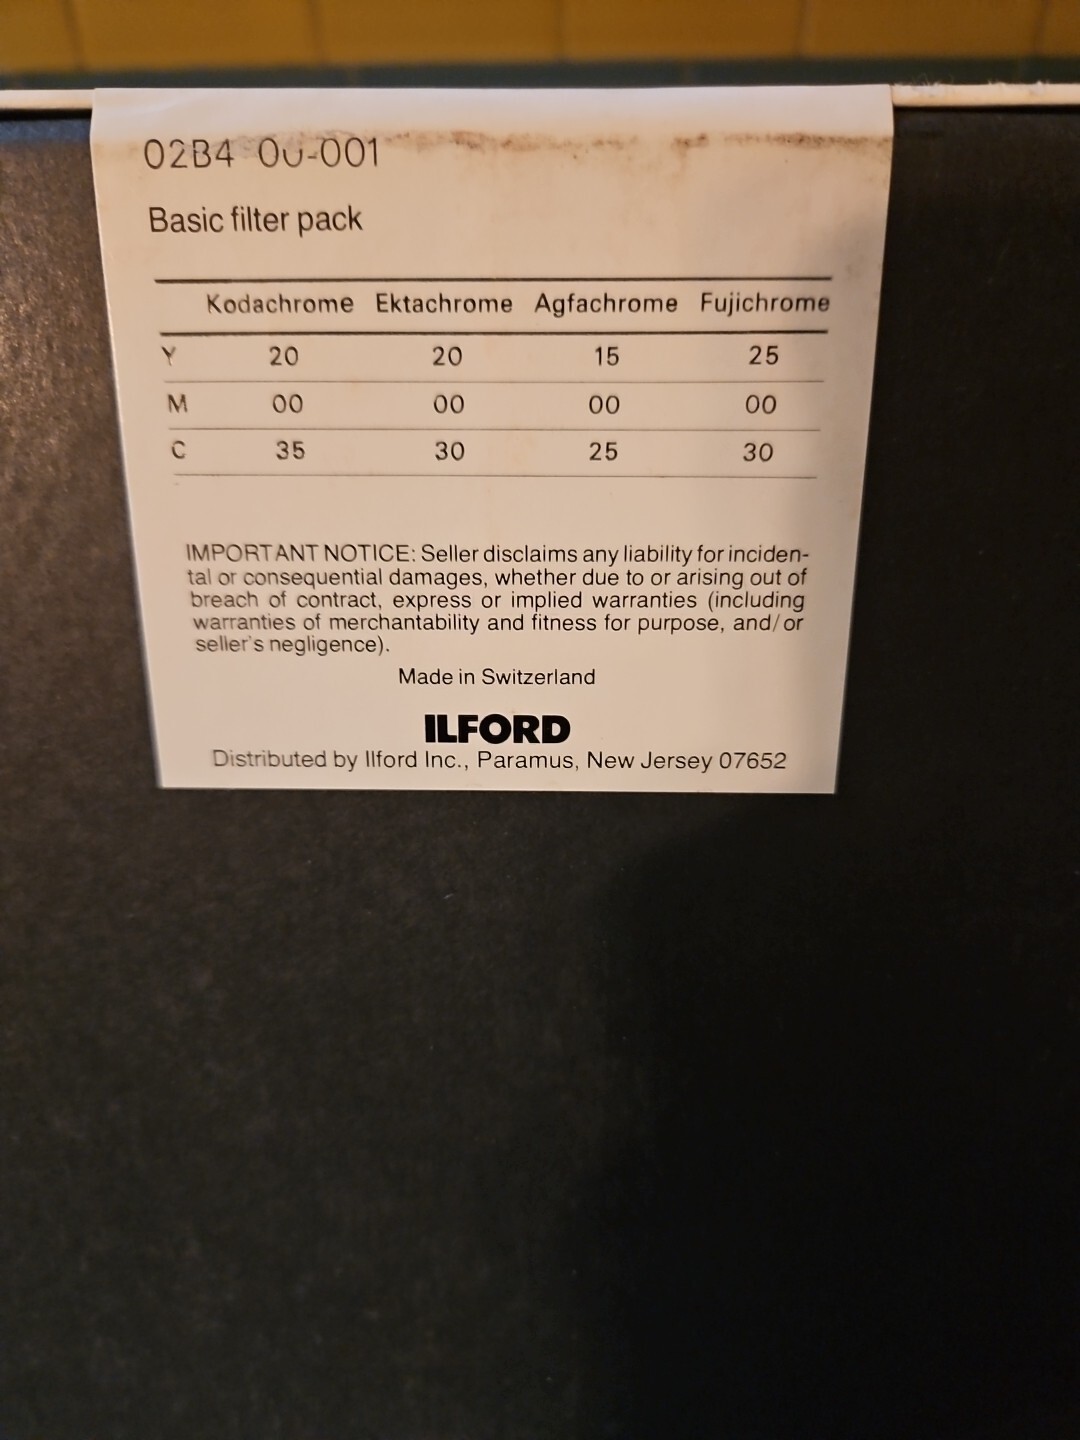 02B4 00-001
Basic filter pack
Kodachrome Ektachrome Agfachrome Fujichrome
Y 20 20 15 25
M 00 00 00 00
C 35 30 25 30
IMPORTANT NOTICE: Seller disclaims any liability for inciden-
tal or consequential damages, whether due to or arising out of
breach of contract, express or implied warranties (including
warranties of merchantability and fitness for purpose, and/or
seller's negligence).
Made in Switzerland
ILFORD
Distributed by Ilford Inc., Paramus, New Jersey 07652